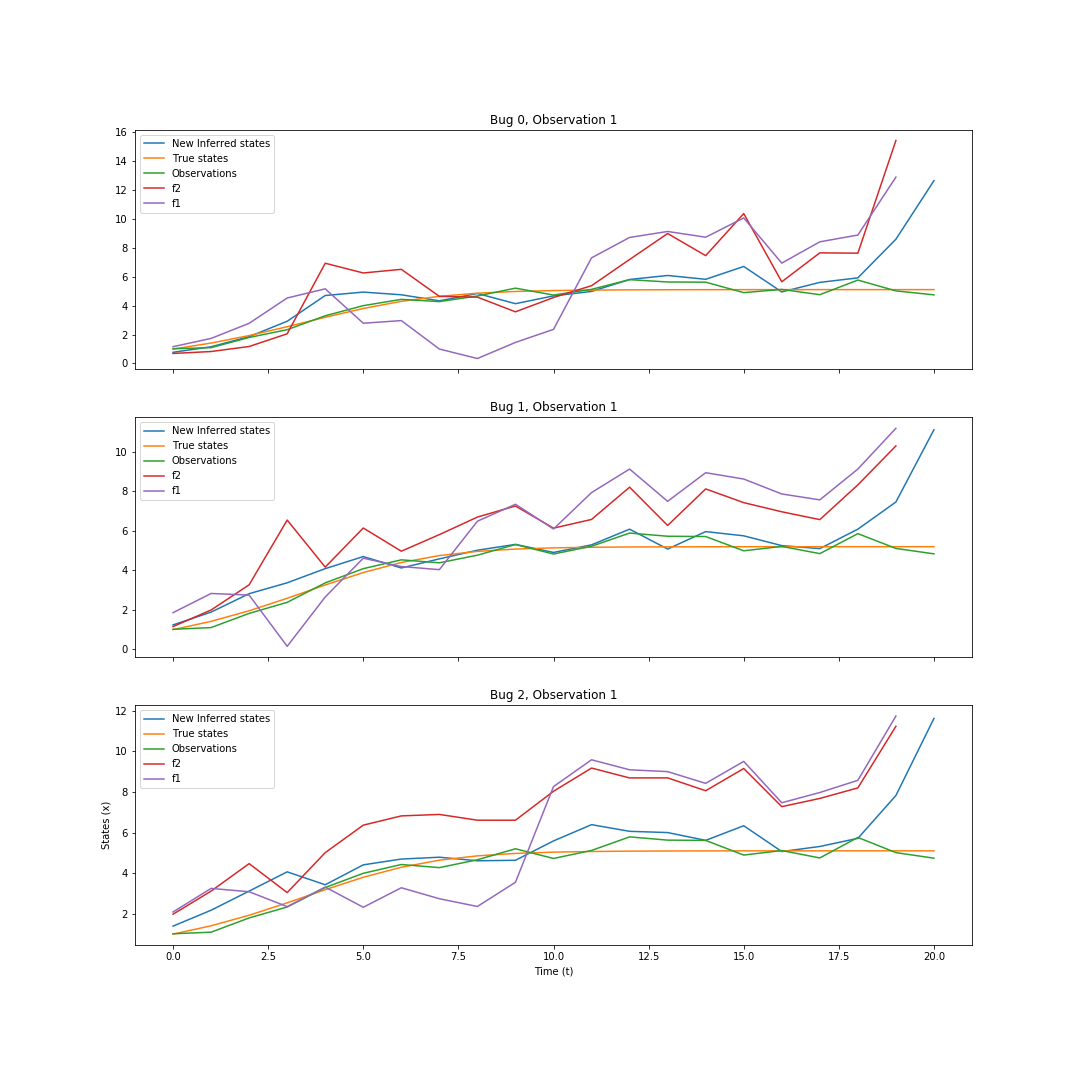 Bug 0, Observation 1
16
14
12
10
8
6
4
2
0
New Inferred states
True states
Observations
f2
f1
Bug 1, Observation 1
10
8
6
4
2
0
New Inferred states
True states
Observations
f2
f1
Bug 2, Observation 1
12
10
8
6
4
2
States (x)
New Inferred states
True states
Observations
f2
f1
0.0 2.5 5.0 7.5 10.0 12.5 15.0 17.5 20.0
Time (t)